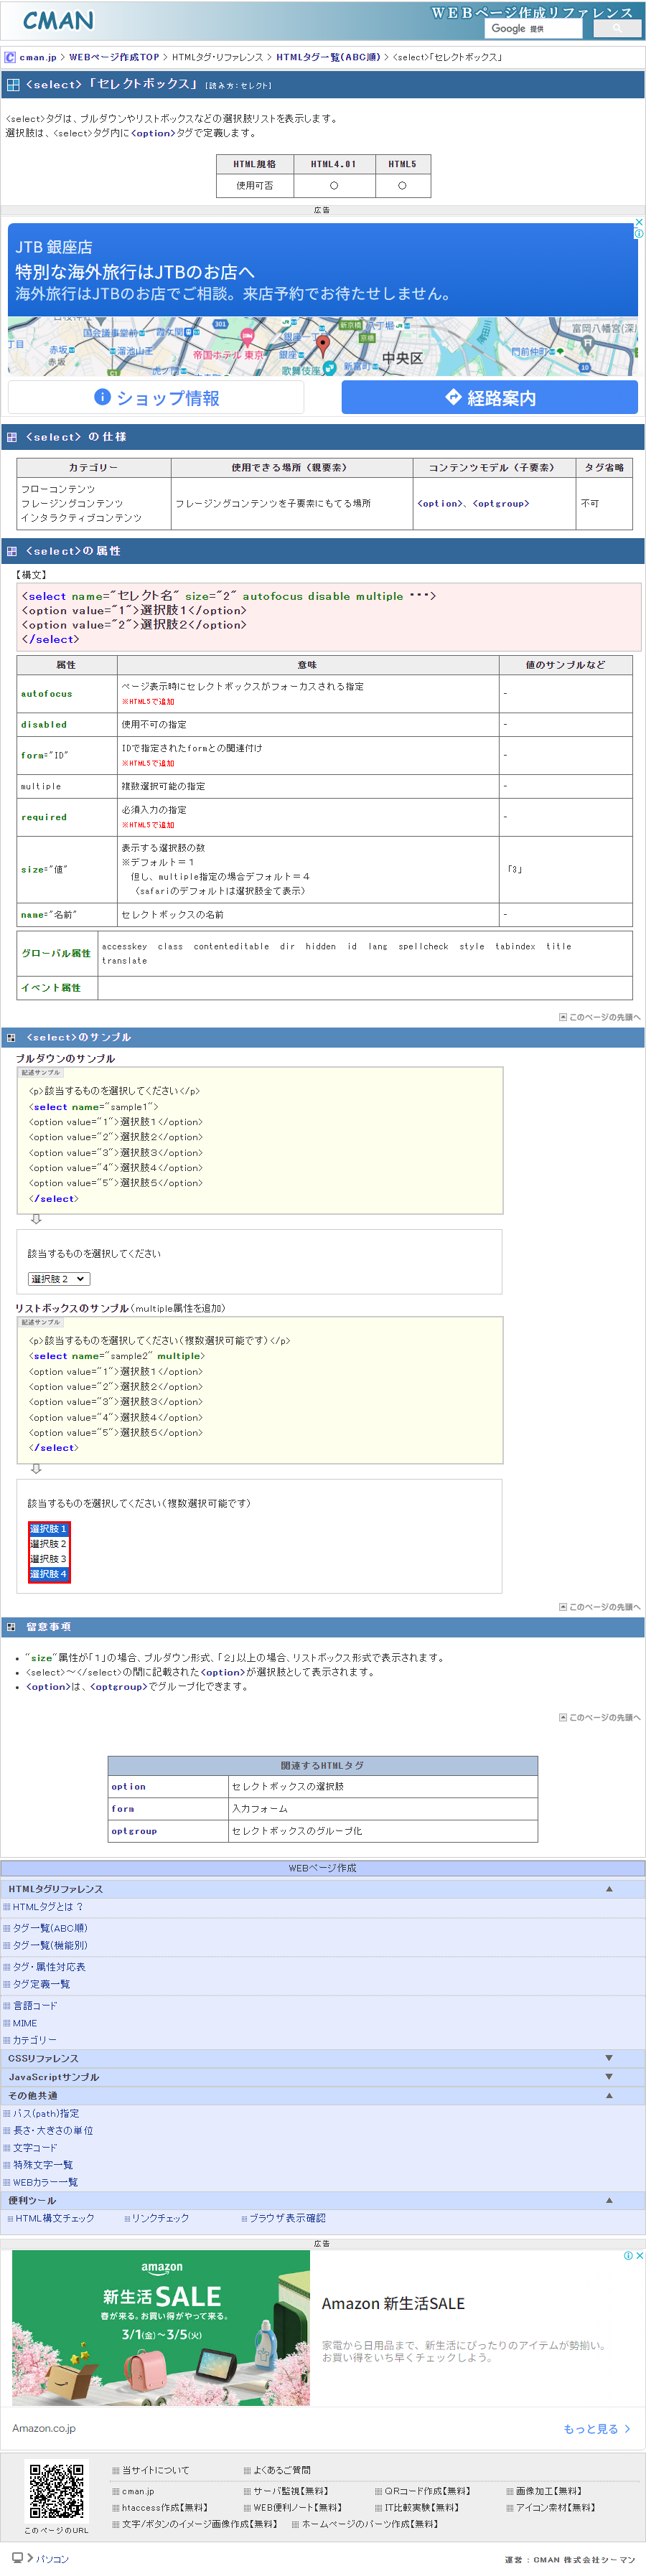 CMAN
WEBページ作成リファレンス
Google 提供
cman.jp > WEBページ作成TOP > HTMLタグ・リファレンス > HTMLタグ一覧(ABC順) > <select>「セレクトボックス」
<select>「セレクトボックス」 [読み方:セレクト]
<select>タグは、プルダウンやリストボックスなどの選択肢リストを表示します。
選択肢は、<select>タグ内に<option>タグで定義します。
HTML規格 HTML4.01 HTML5
使用可否 ○ ○
広告
JTB 銀座店
特別な海外旅行はJTBのお店へ
海外旅行はJTBのお店でご相談。来店予約でお待たせしません。
国会議事堂前 霞ケ関 301 銀座一丁目 新京橋 八丁堀 富岡八幡宮(深川
丁目 赤坂 溜池山王 帝国ホテル 東京 銀座 京橋 中央区 門前仲町
赤坂 虎ノ門 歌舞伎座 新富町 10
ショップ情報 経路案内
<select> の仕様
カテゴリー 使用できる場所(親要素) コンテンツモデル(子要素) タグ省略
フローコンテンツ
フレージングコンテンツ
インタラクティブコンテンツ
フレージングコンテンツを子要素にもてる場所
<option>、<optgroup>
不可
<select>の属性
【構文】
<select name="セレクト名" size="2" autofocus disable multiple ・・・>
<option value="1">選択肢1</option>
<option value="2">選択肢2</option>
</select>
属性 意味 値のサンプルなど
autofocus ページ表示時にセレクトボックスがフォーカスされる指定 -
※HTML5で追加
disabled 使用不可の指定 -
form="ID" IDで指定されたformとの関連付け -
※HTML5で追加
multiple 複数選択可能の指定 -
required 必須入力の指定 -
※HTML5で追加
size="値" 表示する選択肢の数 「3」
※デフォルト=1
但し、multiple指定の場合デフォルト=4
(safariのデフォルトは選択肢全て表示)
name="名前" セレクトボックスの名前 -
グローバル属性 accesskey class contenteditable dir hidden id lang spellcheck style tabindex title
translate
イベント属性
このページの先頭へ
<select>のサンプル
プルダウンのサンプル
記述サンプル
<p>該当するものを選択してください</p>
<select name="sample1">
<option value="1">選択肢1</option>
<option value="2">選択肢2</option>
<option value="3">選択肢3</option>
<option value="4">選択肢4</option>
<option value="5">選択肢5</option>
</select>
該当するものを選択してください
選択肢2
リストボックスのサンプル(multiple属性を追加)
記述サンプル
<p>該当するものを選択してください(複数選択可能です)</p>
<select name="sample2" multiple>
<option value="1">選択肢1</option>
<option value="2">選択肢2</option>
<option value="3">選択肢3</option>
<option value="4">選択肢4</option>
<option value="5">選択肢5</option>
</select>
該当するものを選択してください(複数選択可能です)
選択肢1
選択肢2
選択肢3
選択肢4
このページの先頭へ
留意事項
・"size"属性が「1」の場合、プルダウン形式、「2」以上の場合、リストボックス形式で表示されます。
・<select>~</select>の間に記載された<option>が選択肢として表示されます。
・<option>は、<optgroup>でグループ化できます。
このページの先頭へ
関連するHTMLタグ
option セレクトボックスの選択肢
form 入力フォーム
optgroup セレクトボックスのグループ化
WEBページ作成
HTMLタグリファレンス ▲
HTMLタグとは?
タグ一覧(ABC順)
タグ一覧(機能別)
タグ・属性対応表
タグ定義一覧
言語コード
MIME
カテゴリー
CSSリファレンス ▼
JavaScriptサンプル ▼
その他共通 ▲
パス(path)指定
長さ・大きさの単位
文字コード
特殊文字一覧
WEBカラー一覧
便利ツール ▲
HTML構文チェック リンクチェック ブラウザ表示確認
広告
amazon
新生活SALE
春が来る。お買い得がやって来る。
3/1(金)~3/5(火)
Amazon 新生活SALE
家電から日用品まで、新生活にぴったりのアイテムが勢揃い。
お買い得をいち早くチェックしよう。
Amazon.co.jp もっと見る >
当サイトについて よくあるご質問
cman.jp サーバ監視【無料】 QRコード作成【無料】 画像加工【無料】
htaccess作成【無料】 WEB便利ノート【無料】 IT比較実験【無料】 アイコン素材【無料】
文字/ボタンのイメージ画像作成【無料】 ホームページのパーツ作成【無料】
このページのURL
> パソコン
運営 : CMAN 株式会社シーマン